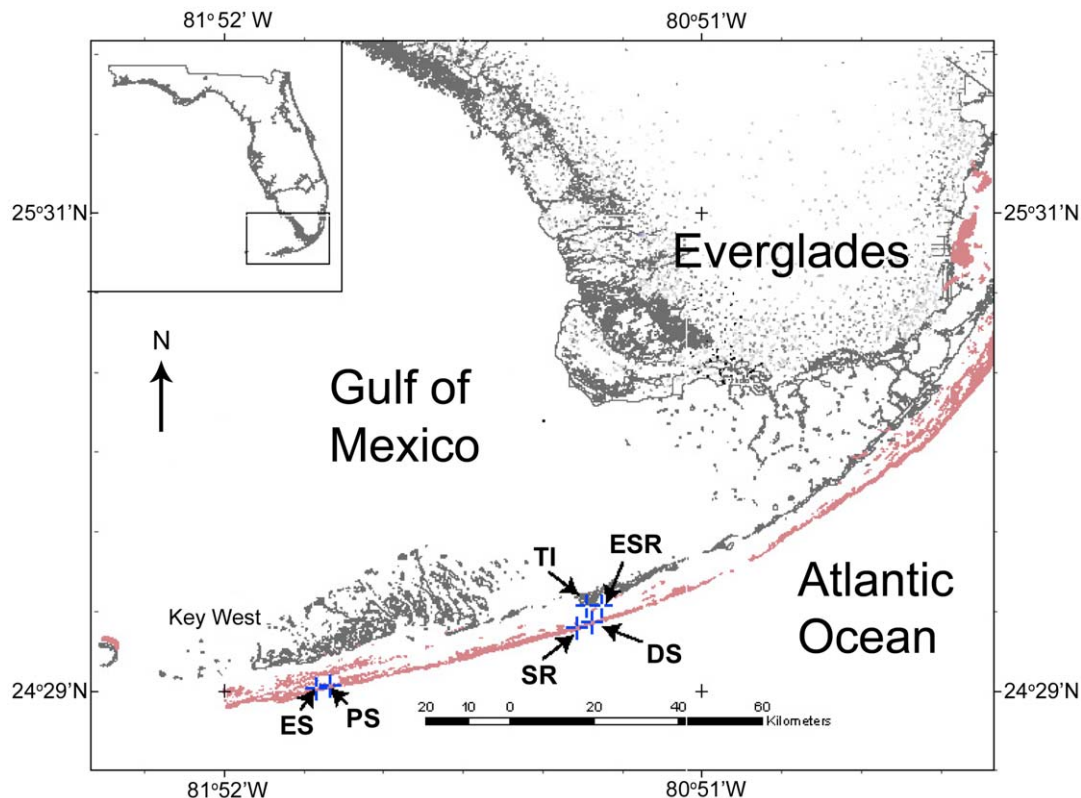 81°52' W
80°51'
25°31'N
25°31'N
Everglades
N
Gulf of
Mexico
ESR
TI
Atlantic
Ocean
Key West
SR
DS
24°29'N
24°29'N
ES
PS
20 10 0 20 40 60
Kilometers
81°52'
80°51'